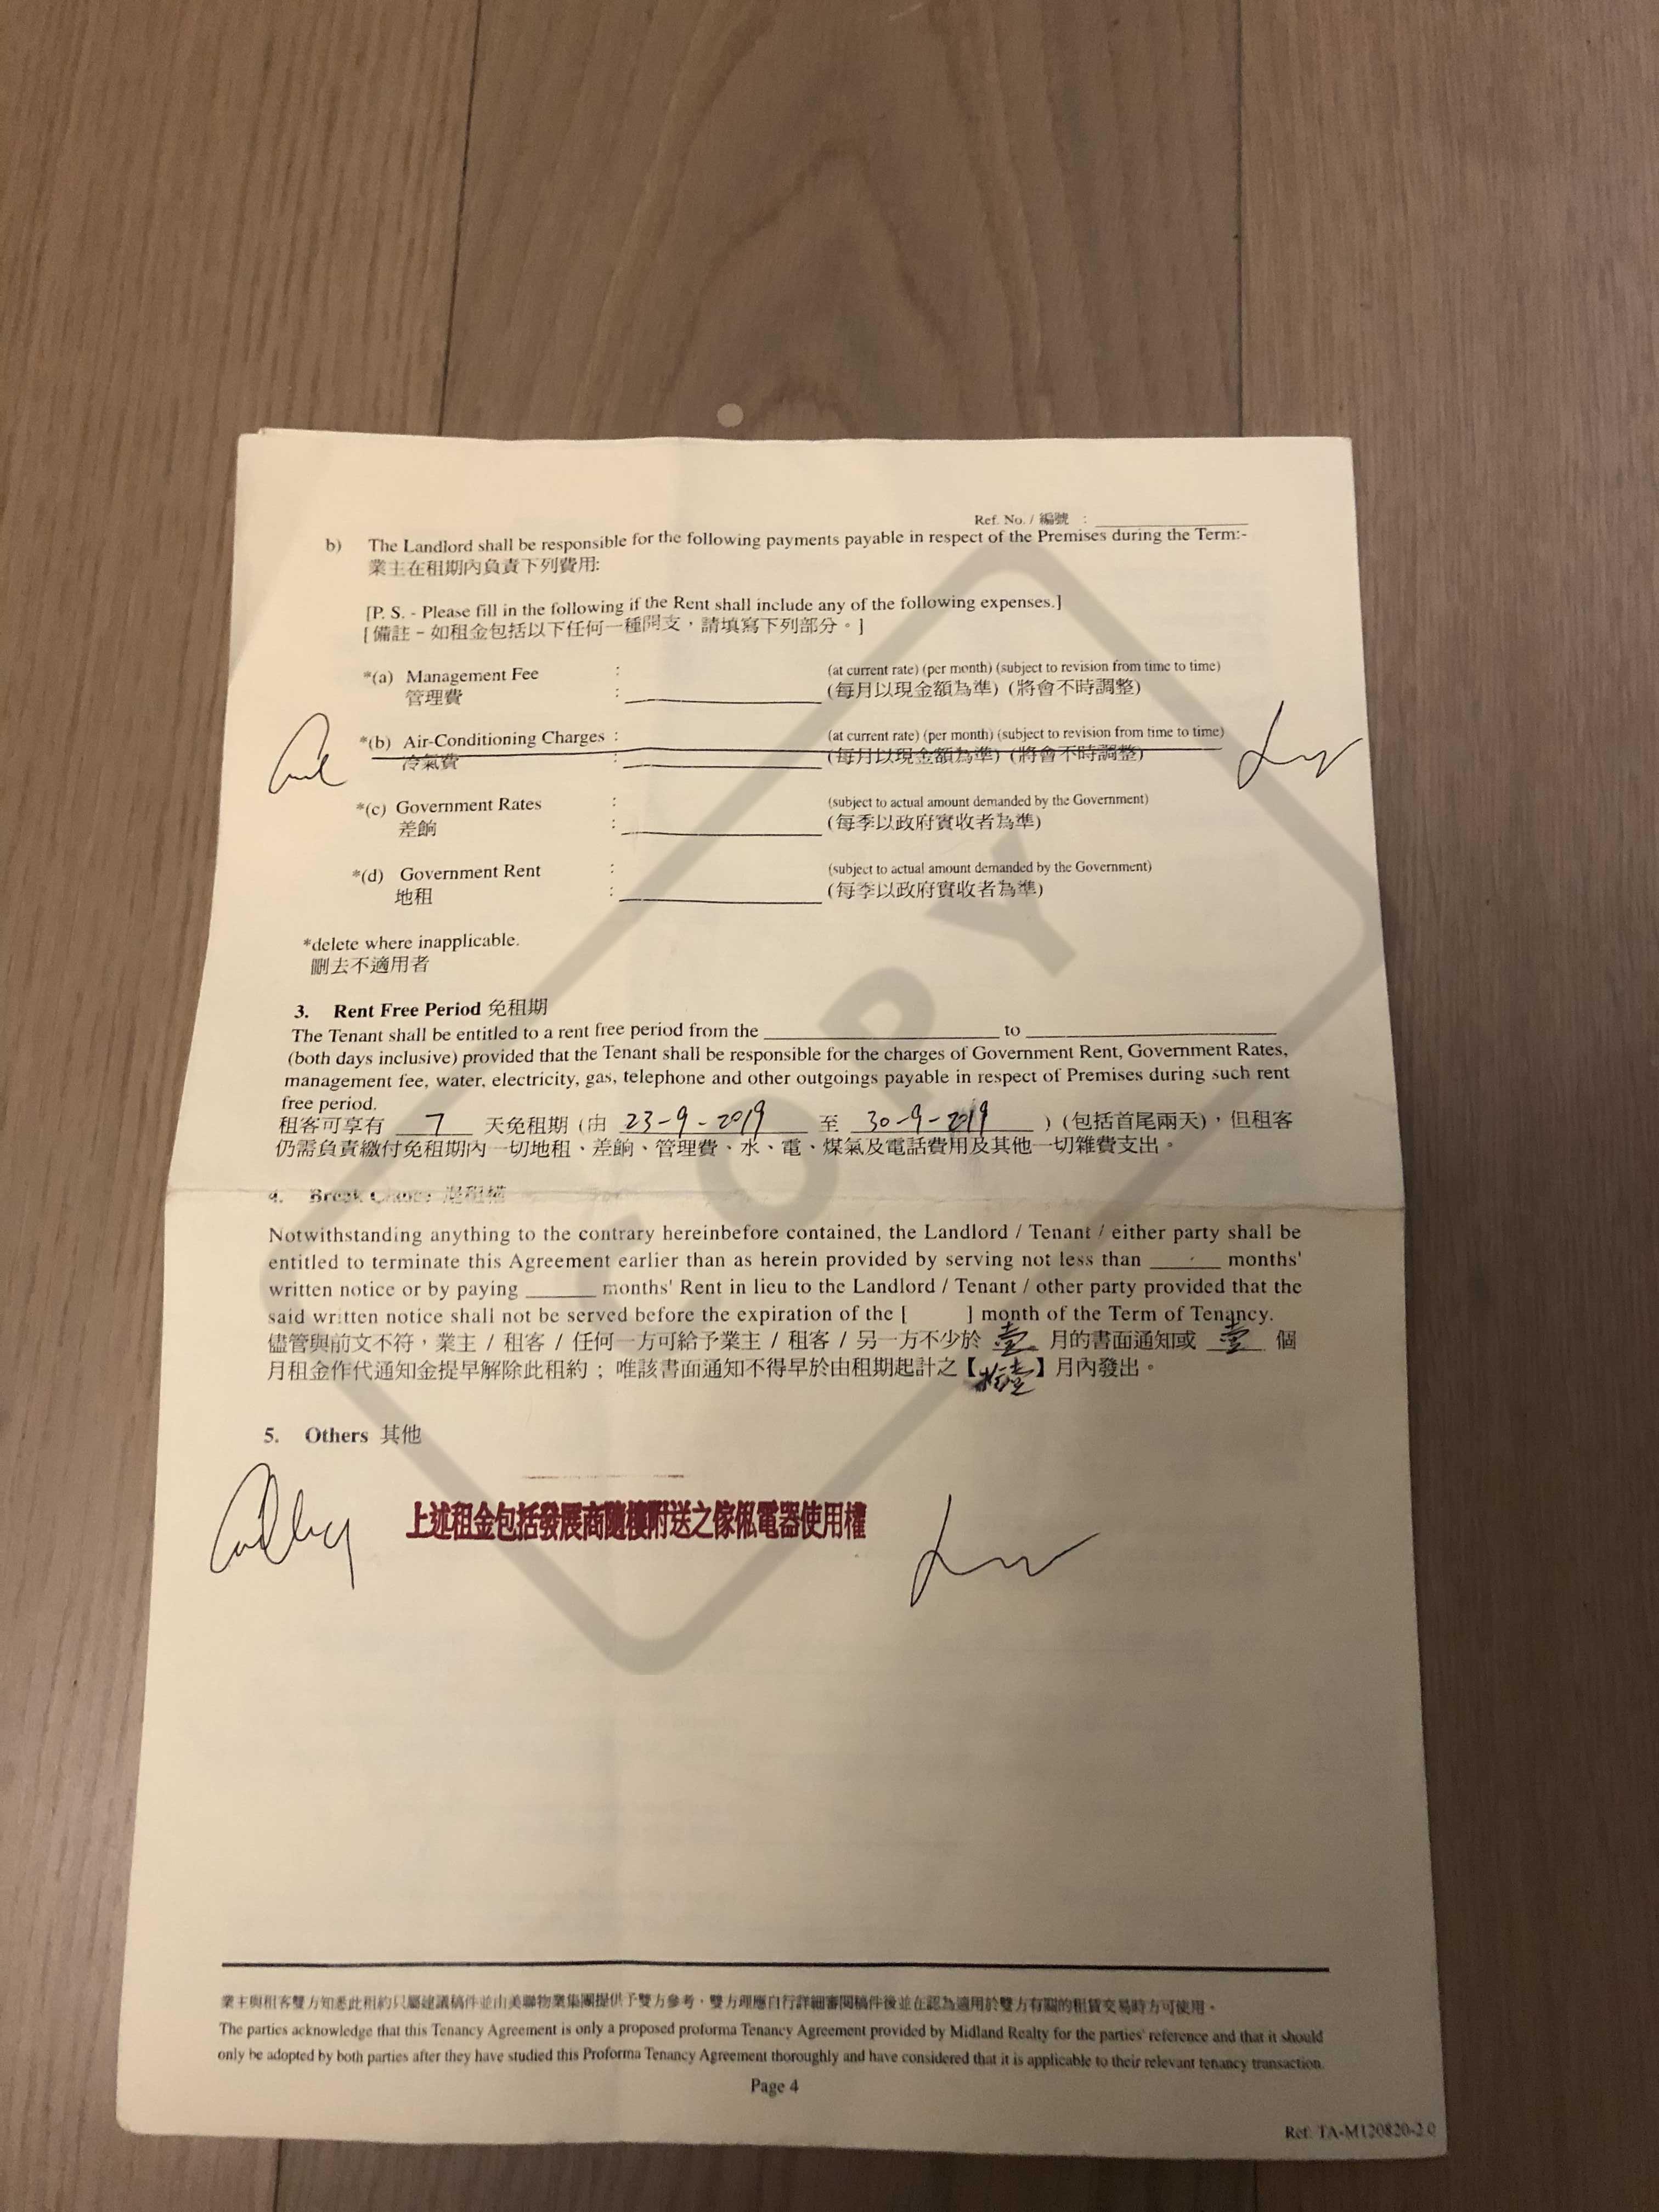 Ref. No. / 編號 :
b) The Landlord shall be responsible for the following payments payable in respect of the Premises during the Term:-
業主在租期內負責下列費用:
[P. S. - Please fill in the following if the Rent shall include any of the following expenses.]
[備註 - 如租金包括以下任何一種開支,請填寫下列部分。]
*(a) Management Fee : (at current rate) (per month) (subject to revision from time to time)
管理費 : (每月以現金額為準) (將會不時調整)
*(b) Air-Conditioning Charges : (at current rate) (per month) (subject to revision from time to time)
冷氣費 : (每月以現金額為準) (將會不時調整)
*(c) Government Rates : (subject to actual amount demanded by the Government)
差餉 : (每季以政府實收者為準)
*(d) Government Rent : (subject to actual amount demanded by the Government)
地租 : (每季以政府實收者為準)
*delete where inapplicable.
刪去不適用者
3. Rent Free Period 免租期
The Tenant shall be entitled to a rent free period from the to
(both days inclusive) provided that the Tenant shall be responsible for the charges of Government Rent, Government Rates,
management fee, water, electricity, gas, telephone and other outgoings payable in respect of Premises during such rent
free period.
租客可享有 7 天免租期 (由 23-9-2019 至 30-9-2019 ) (包括首尾兩天),但租客
仍需負責繳付免租期內一切地租、差餉、管理費、水、電、煤氣及電話費用及其他一切雜費支出。
4. Break Clause 退租權
Notwithstanding anything to the contrary hereinbefore contained, the Landlord / Tenant / either party shall be
entitled to terminate this Agreement earlier than as herein provided by serving not less than months'
written notice or by paying months' Rent in lieu to the Landlord / Tenant / other party provided that the
said written notice shall not be served before the expiration of the [ ] month of the Term of Tenancy.
儘管與前文不符,業主 / 租客 / 任何一方可給予業主 / 租客 / 另一方不少於 壹 月的書面通知或 壹 個
月租金作代通知金提早解除此租約;唯該書面通知不得早於由租期起計之【拾壹】月內發出。
5. Others 其他
上述租金包括發展商隨樓附送之傢俬電器使用權
COPY
業主與租客雙方知悉此租約只屬建議稿件並由美聯物業集團提供予雙方參考,雙方理應自行詳細審閱稿件後並在認為適用於雙方有關的租賃交易時方可使用。
The parties acknowledge that this Tenancy Agreement is only a proposed proforma Tenancy Agreement provided by Midland Realty for the parties' reference and that it should
only be adopted by both parties after they have studied this Proforma Tenancy Agreement thoroughly and have considered that it is applicable to their relevant tenancy transaction.
Page 4
Ref. TA-M120820-2.0